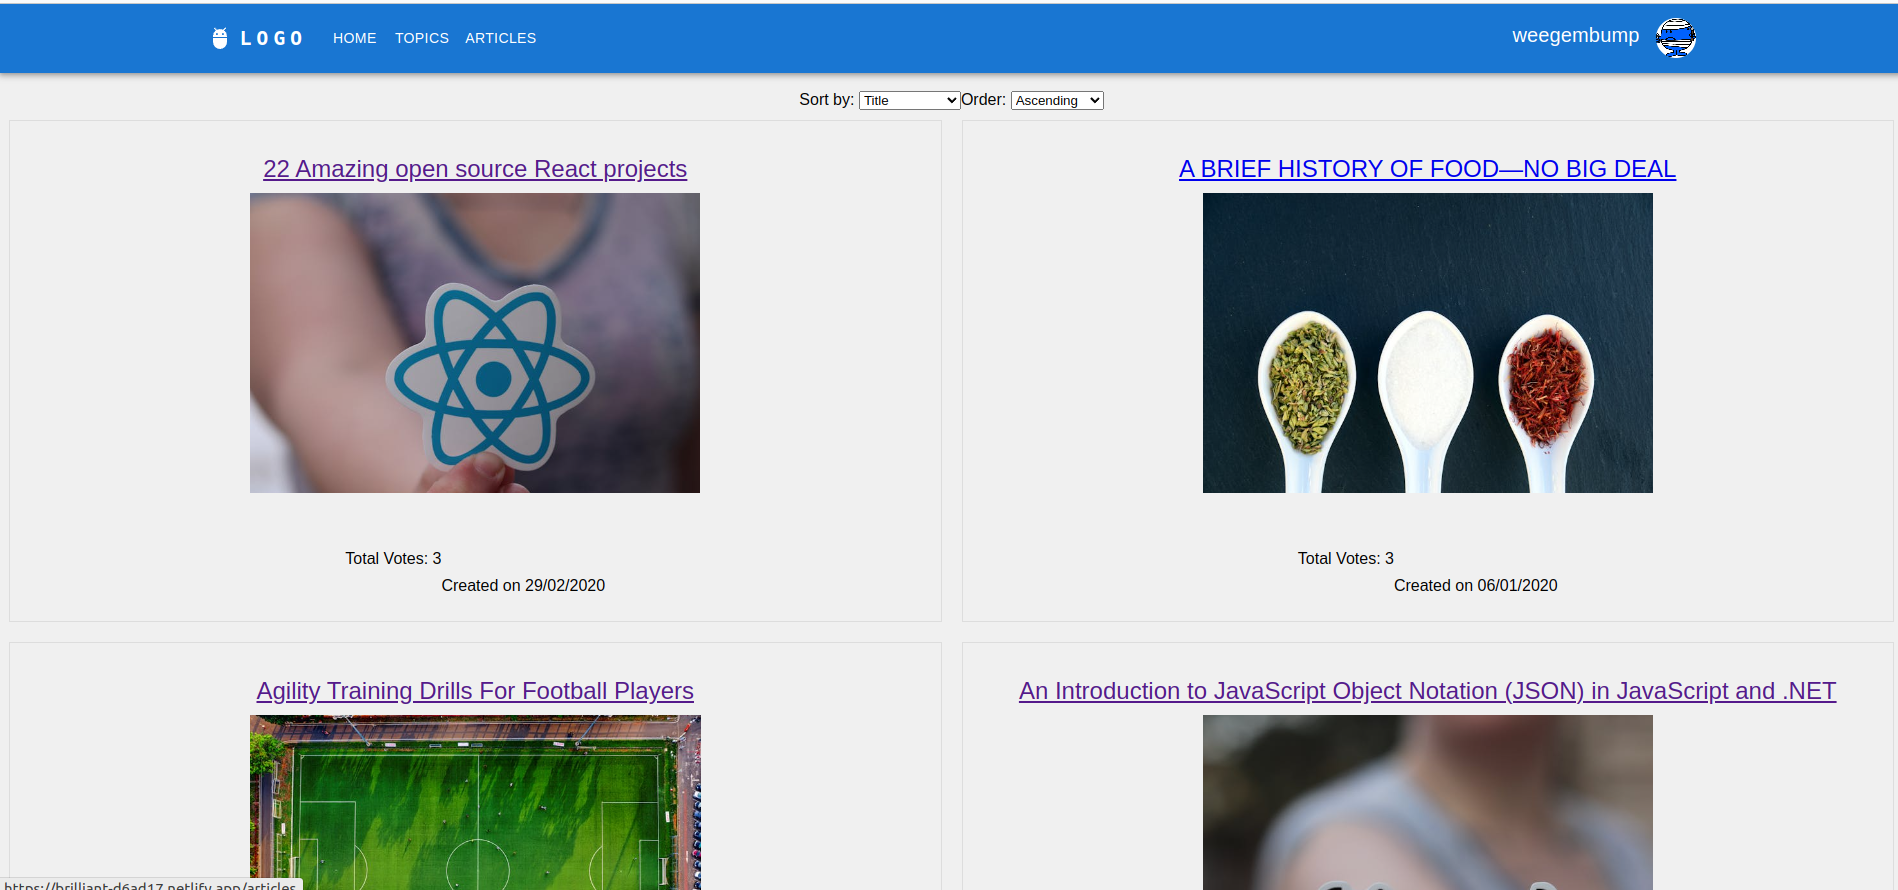 LOGO HOME TOPICS ARTICLES weegembump
Sort by: Title Order: Ascending
22 Amazing open source React projects
A BRIEF HISTORY OF FOOD—NO BIG DEAL
Total Votes: 3
Created on 29/02/2020
Total Votes: 3
Created on 06/01/2020
Agility Training Drills For Football Players
An Introduction to JavaScript Object Notation (JSON) in JavaScript and .NET
https://brilliant-d6ad17.netlify.app/articles